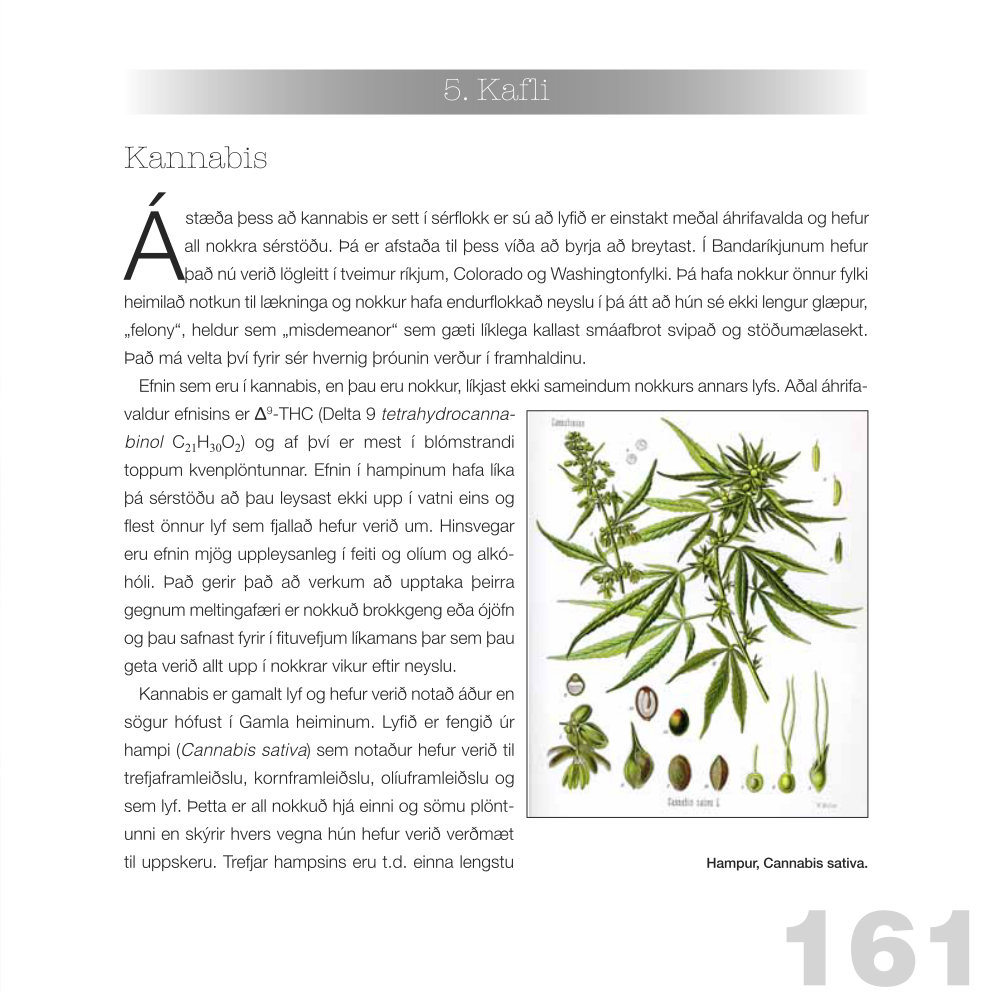 5. Kafli
Kannabis
Ástæða þess að kannabis er sett í sérflokk er sú að lyfið er einstakt meðal áhrifavalda og hefur
all nokkra sérstöðu. Þá er afstaða til þess víða að byrja að breytast. Í Bandaríkjunum hefur
það nú verið lögleitt í tveimur ríkjum, Colorado og Washingtonfylki. Þá hafa nokkur önnur fylki
heimilað notkun til lækninga og nokkur hafa endurflokkað neyslu í þá átt að hún sé ekki lengur glæpur,
„felony“, heldur sem „misdemeanor“ sem gæti líklega kallast smáafbrot svipað og stöðumælasekt.
Það má velta því fyrir sér hvernig þróunin verður í framhaldinu.
Efnin sem eru í kannabis, en þau eru nokkur, líkjast ekki sameindum nokkurs annars lyfs. Aðal áhrifa-
valdur efnisins er Δ⁹-THC (Delta 9 tetrahydrocanna-
binol C₂₁H₃₀O₂) og af því er mest í blómstrandi
toppum kvenplöntunnar. Efnin í hampinum hafa líka
þá sérstöðu að þau leysast ekki upp í vatni eins og
flest önnur lyf sem fjallað hefur verið um. Hinsvegar
eru efnin mjög uppleysanleg í feiti og olíum og alkó-
hóli. Það gerir það að verkum að upptaka þeirra
gegnum meltingafæri er nokkuð brokkgeng eða ójöfn
og þau safnast fyrir í fituvefjum líkamans þar sem þau
geta verið allt upp í nokkrar vikur eftir neyslu.
Kannabis er gamalt lyf og hefur verið notað áður en
sögur hófust í Gamla heiminum. Lyfið er fengið úr
hampi (Cannabis sativa) sem notaður hefur verið til
trefjaframleiðslu, kornframleiðslu, olíuframleiðslu og
sem lyf. Þetta er all nokkuð hjá einni og sömu plönt-
unni en skýrir hvers vegna hún hefur verið verðmæt
til uppskeru. Trefjar hampsins eru t.d. einna lengstu
Cannabis sativa L
Hampur, Cannabis sativa.
161